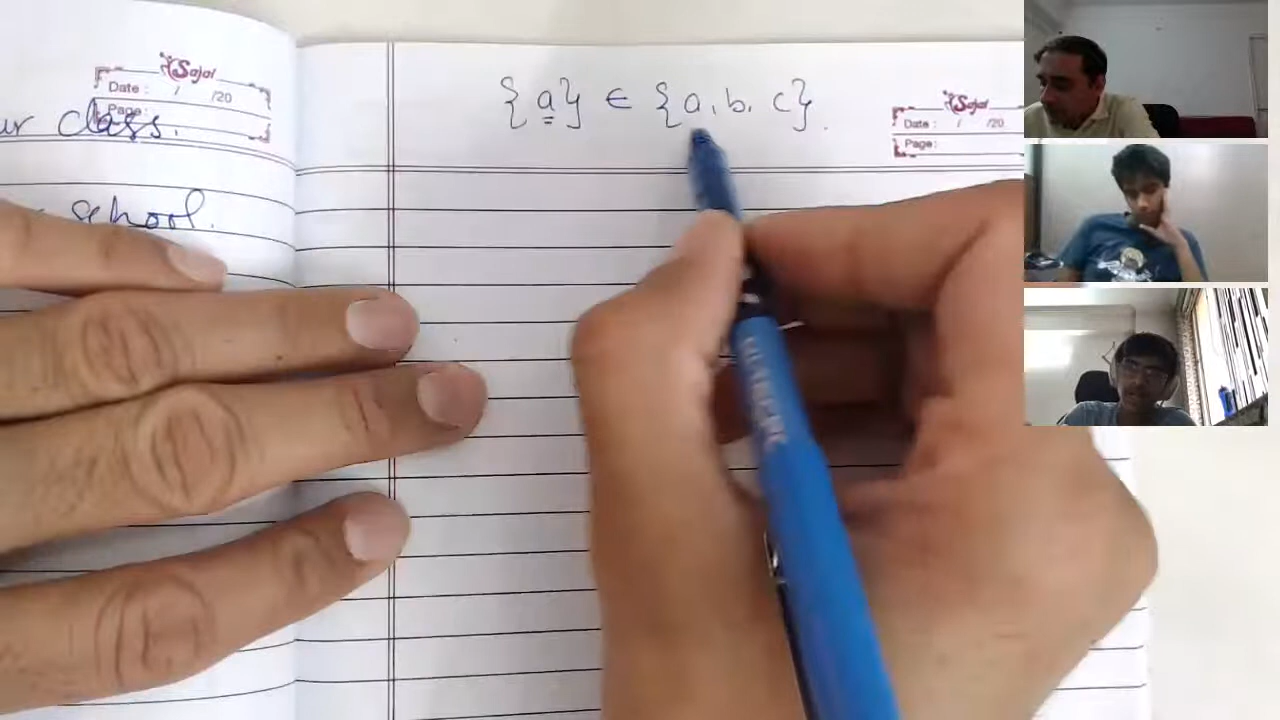 Sajal
Date : / /20
Page:
ur class.
school.
{a} ∈ {a, b, c}.
Sajal
Date : / /20
Page: